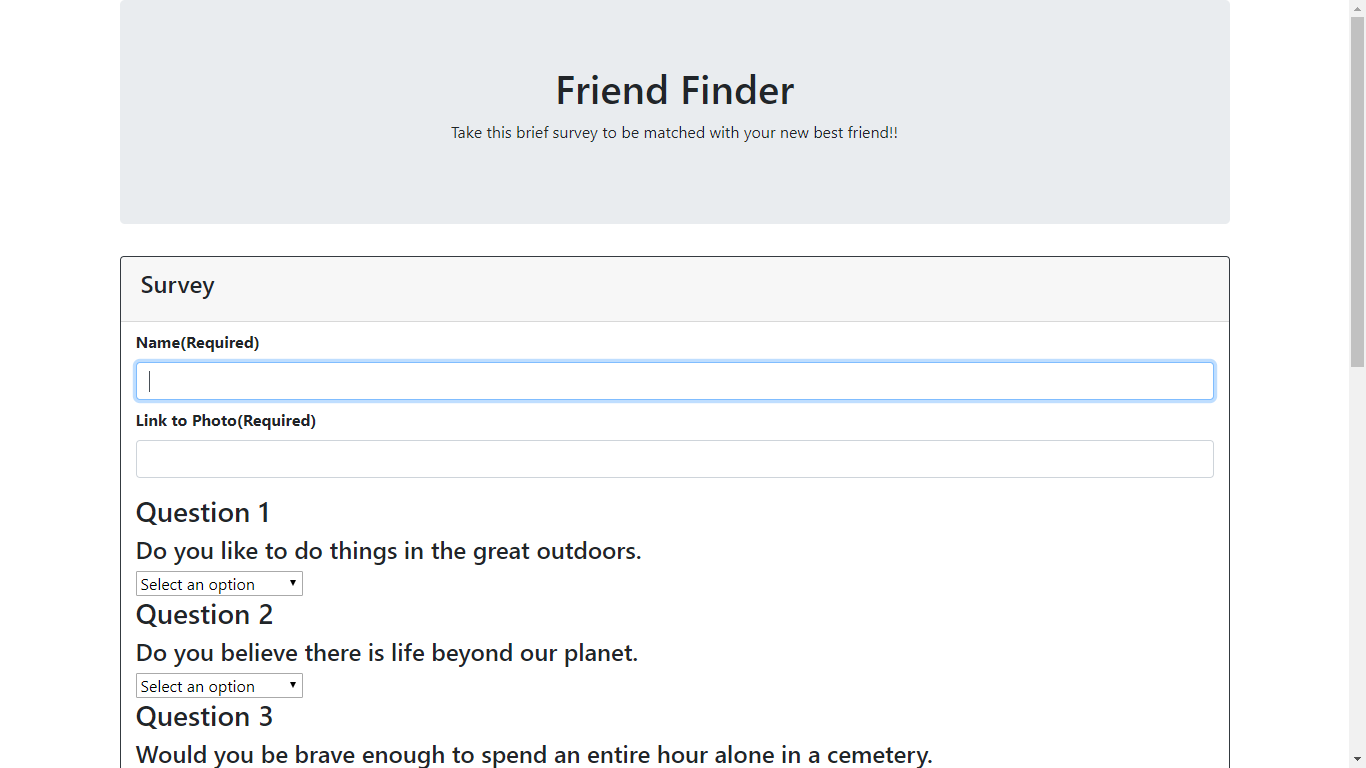 Friend Finder
Take this brief survey to be matched with your new best friend!!
Survey
Name(Required)
Link to Photo(Required)
Question 1
Do you like to do things in the great outdoors.
Select an option
Question 2
Do you believe there is life beyond our planet.
Select an option
Question 3
Would you be brave enough to spend an entire hour alone in a cemetery.